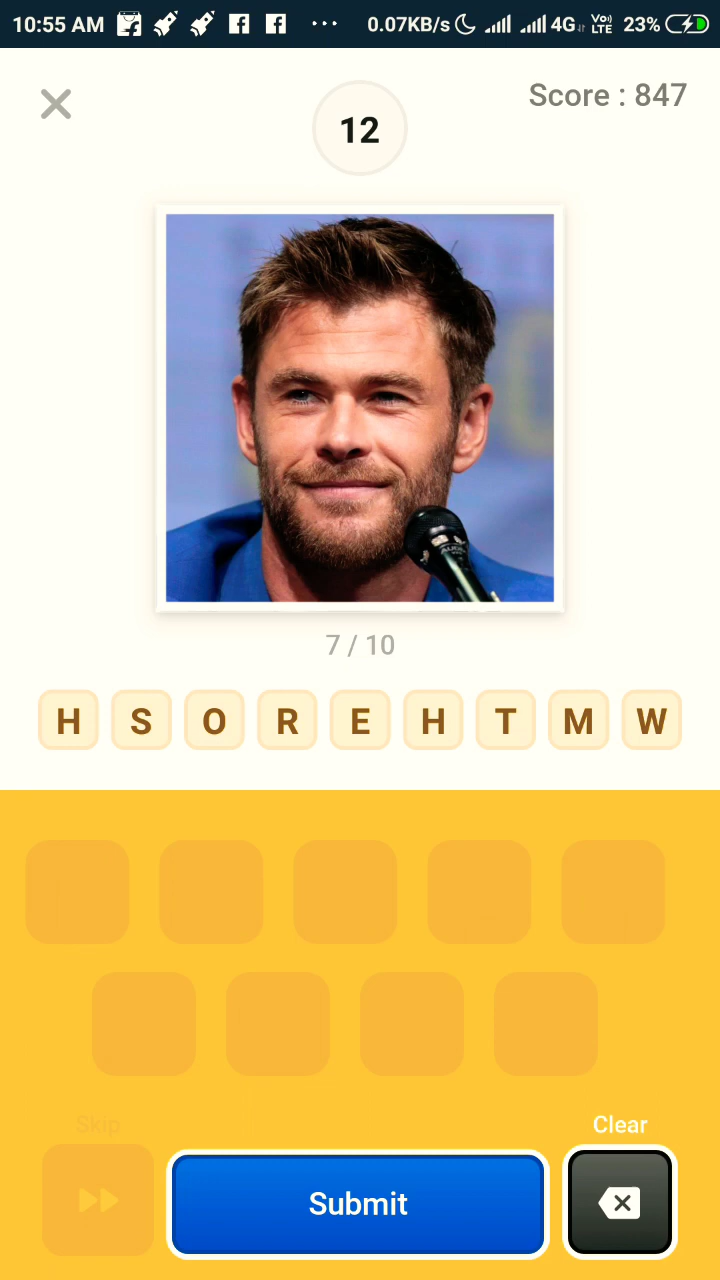 10:55 AM ... 0.07KB/s 4G Vo) LTE 23%
12
Score : 847
7 / 10
H S O R E H T M W
Skip
Clear
Submit